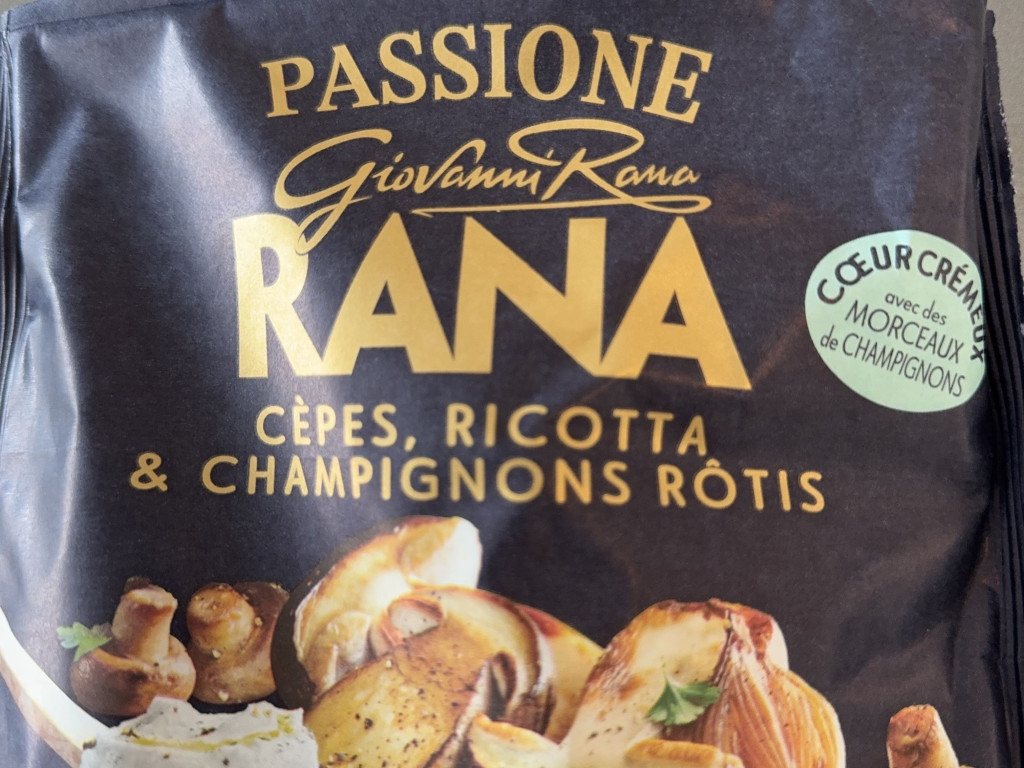 PASSIONE
Giovanni Rana
RANA
CÈPES, RICOTTA
& CHAMPIGNONS RÔTIS
CŒUR CRÉMEUX
avec des
MORCEAUX
de CHAMPIGNONS